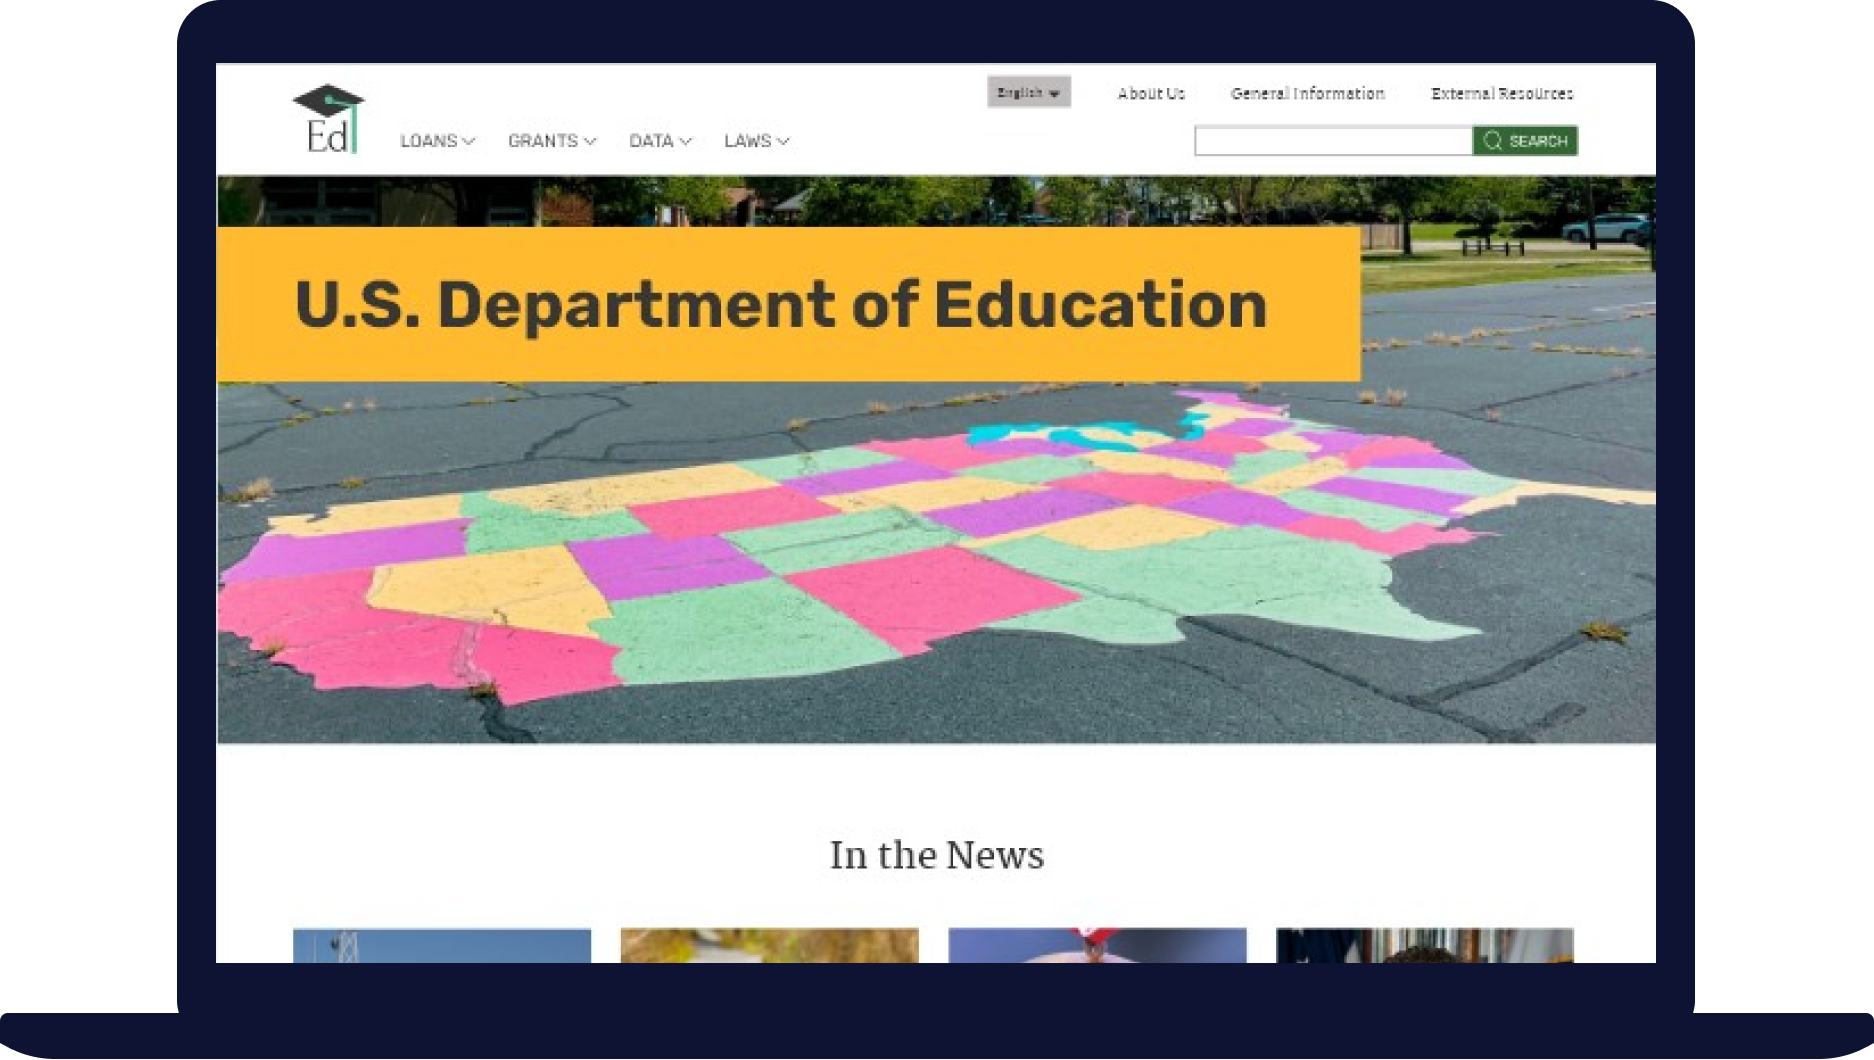 English
About Us
General Information
External Resources
Ed
LOANS
GRANTS
DATA
LAWS
SEARCH
U.S. Department of Education
In the News